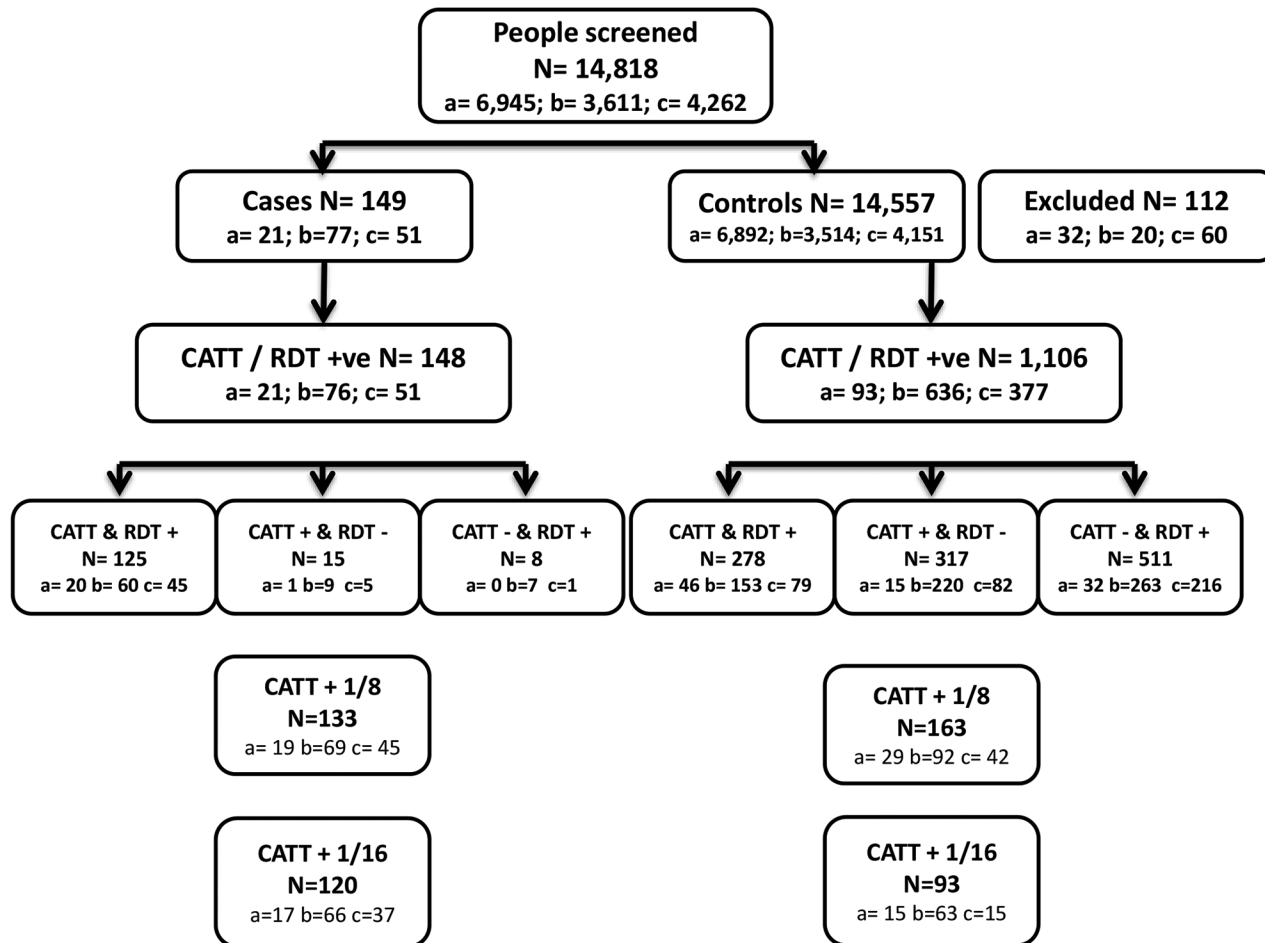 People screened
N= 14,818
a= 6,945; b= 3,611; c= 4,262
Cases N= 149
a= 21; b=77; c= 51
Controls N= 14,557
a= 6,892; b=3,514; c= 4,151
Excluded N= 112
a= 32; b= 20; c= 60
CATT / RDT +ve N= 148
a= 21; b=76; c= 51
CATT / RDT +ve N= 1,106
a= 93; b= 636; c= 377
CATT & RDT +
N= 125
a= 20 b= 60 c= 45
CATT + & RDT -
N= 15
a= 1 b=9 c=5
CATT - & RDT +
N= 8
a= 0 b=7 c=1
CATT & RDT +
N= 278
a= 46 b= 153 c= 79
CATT + & RDT -
N= 317
a= 15 b=220 c=82
CATT - & RDT +
N= 511
a= 32 b=263 c=216
CATT + 1/8
N=133
a= 19 b=69 c= 45
CATT + 1/8
N=163
a= 29 b=92 c= 42
CATT + 1/16
N=120
a=17 b=66 c=37
CATT + 1/16
N=93
a= 15 b=63 c=15